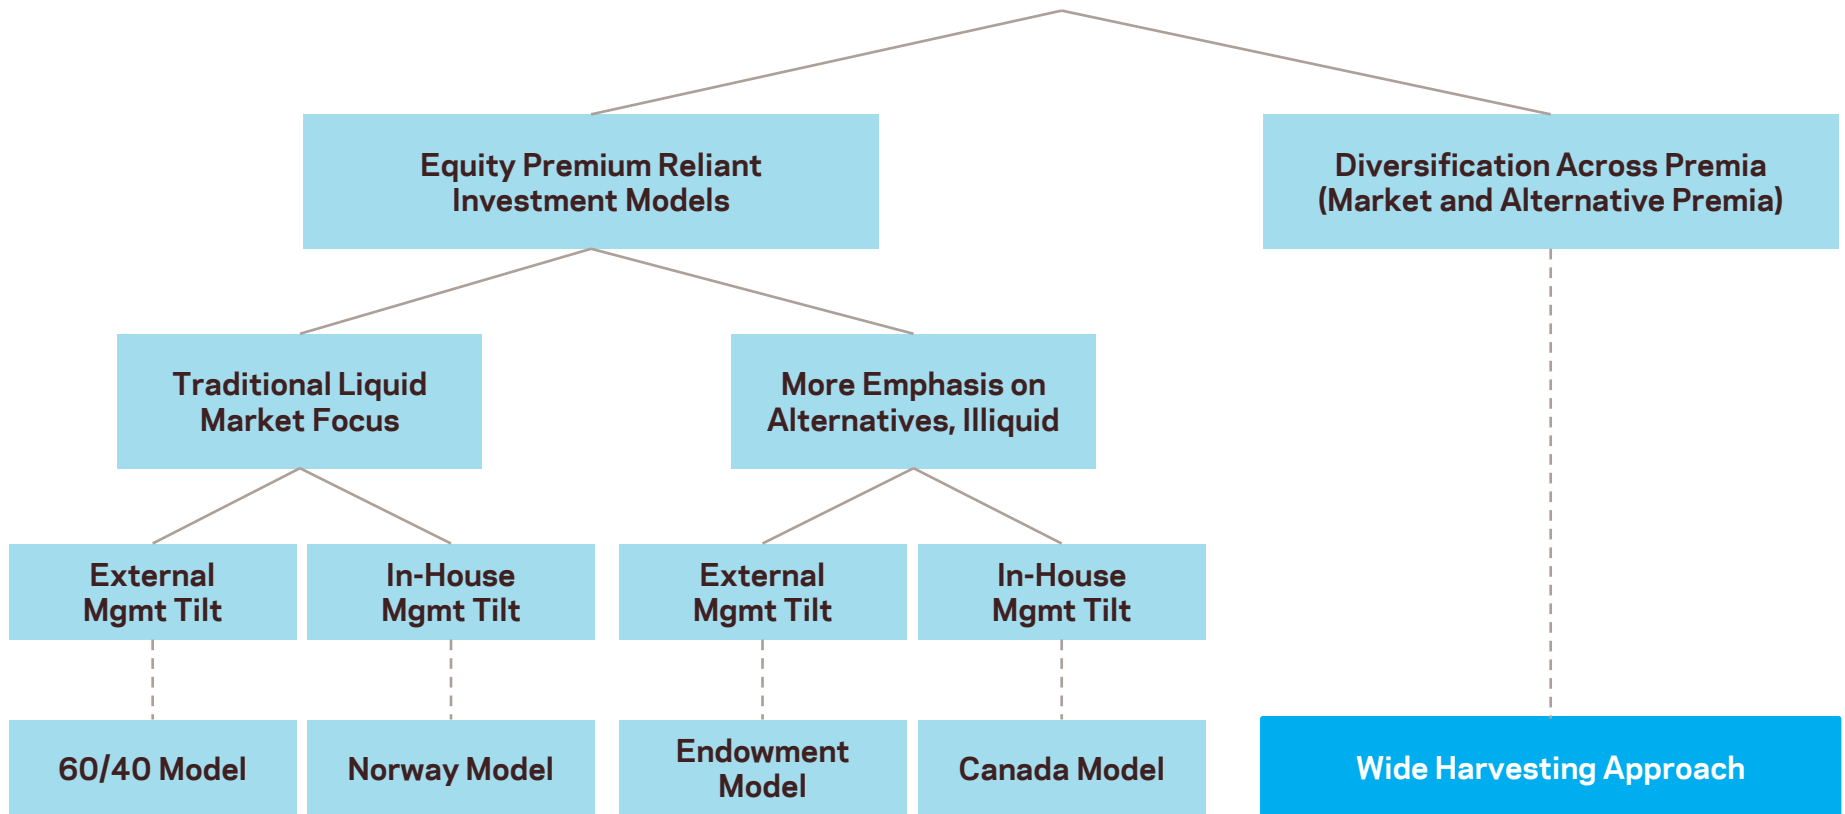 Equity Premium Reliant
Investment Models
Diversification Across Premia
(Market and Alternative Premia)
Traditional Liquid
Market Focus
More Emphasis on
Alternatives, Illiquid
External
Mgmt Tilt
In-House
Mgmt Tilt
External
Mgmt Tilt
In-House
Mgmt Tilt
60/40 Model
Norway Model
Endowment
Model
Canada Model
Wide Harvesting Approach